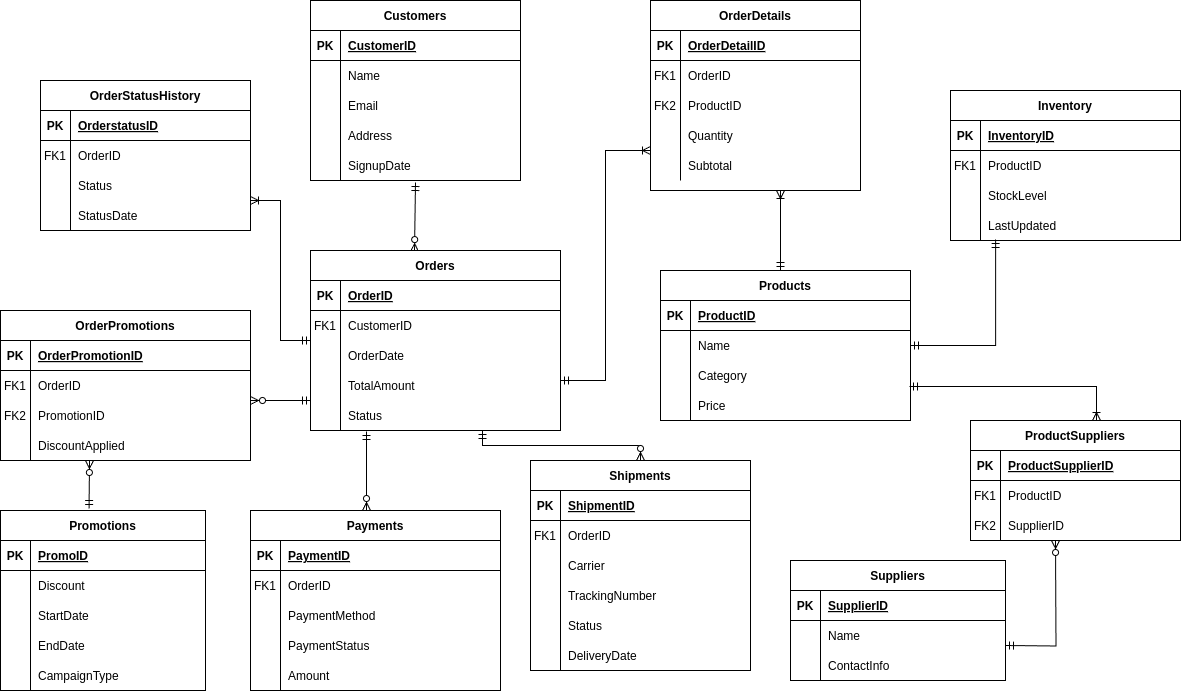 Customers
PK CustomerID
Name
Email
Address
SignupDate
OrderDetails
PK OrderDetailID
FK1 OrderID
FK2 ProductID
Quantity
Subtotal
OrderStatusHistory
PK OrderstatusID
FK1 OrderID
Status
StatusDate
Inventory
PK InventoryID
FK1 ProductID
StockLevel
LastUpdated
Orders
PK OrderID
FK1 CustomerID
OrderDate
TotalAmount
Status
Products
PK ProductID
Name
Category
Price
OrderPromotions
PK OrderPromotionID
FK1 OrderID
FK2 PromotionID
DiscountApplied
ProductSuppliers
PK ProductSupplierID
FK1 ProductID
FK2 SupplierID
Shipments
PK ShipmentID
FK1 OrderID
Carrier
TrackingNumber
Status
DeliveryDate
Promotions
PK PromoID
Discount
StartDate
EndDate
CampaignType
Payments
PK PaymentID
FK1 OrderID
PaymentMethod
PaymentStatus
Amount
Suppliers
PK SupplierID
Name
ContactInfo